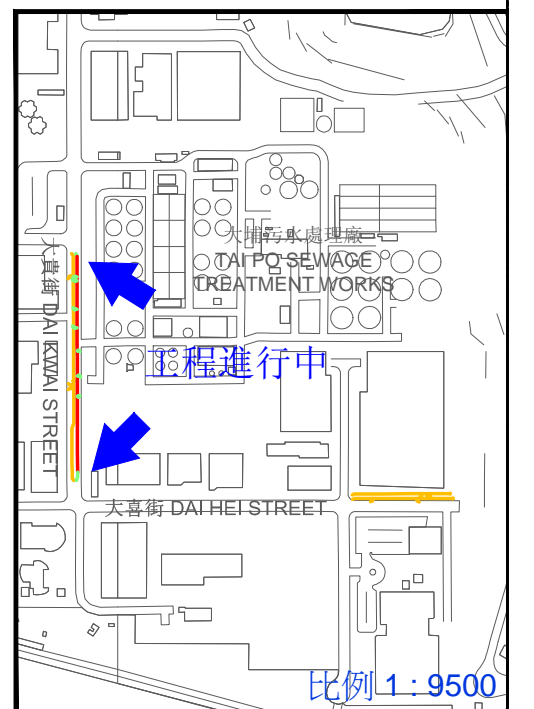 大埔污水處理廠
TAI PO SEWAGE
TREATMENT WORKS
大貴街 DAI KWAI STREET
工程進行中
大喜街 DAI HEI STREET
比例 1 : 9500